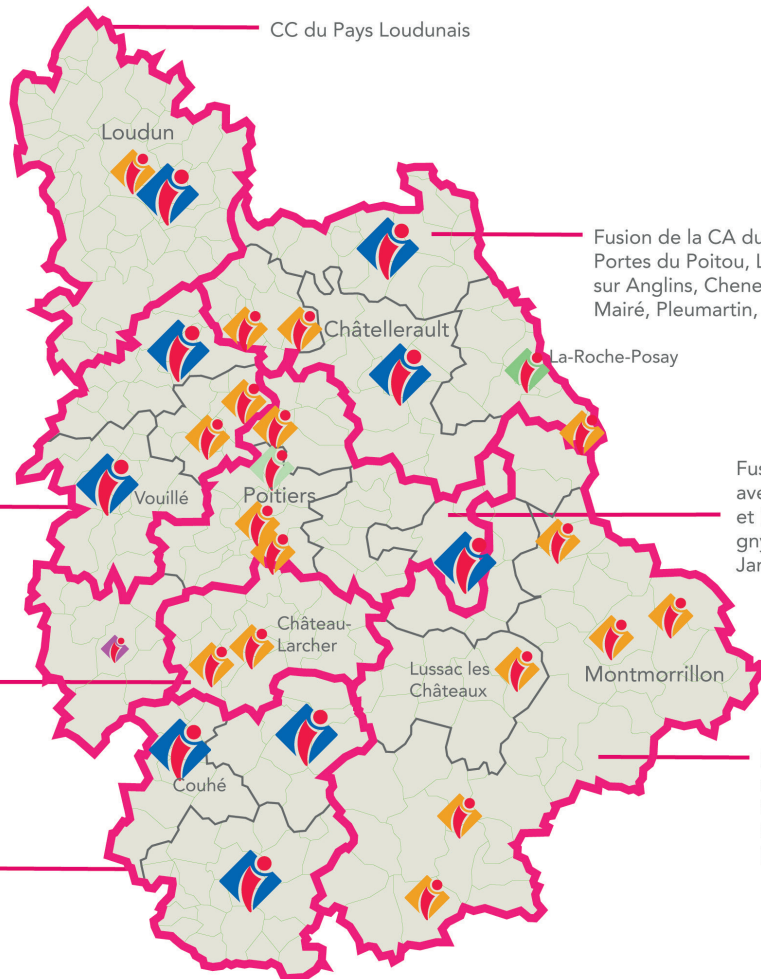 CC du Pays Loudunais
Loudun
Fusion de la CA du
Portes du Poitou, L
sur Anglins, Chene
Mairé, Pleumartin,
Châtellerault
La-Roche-Posay
Vouillé
Poitiers
Fus
ave
et
gny
Jar
Château-
Larcher
Lussac les
Châteaux
Montmorrillon
Couhé